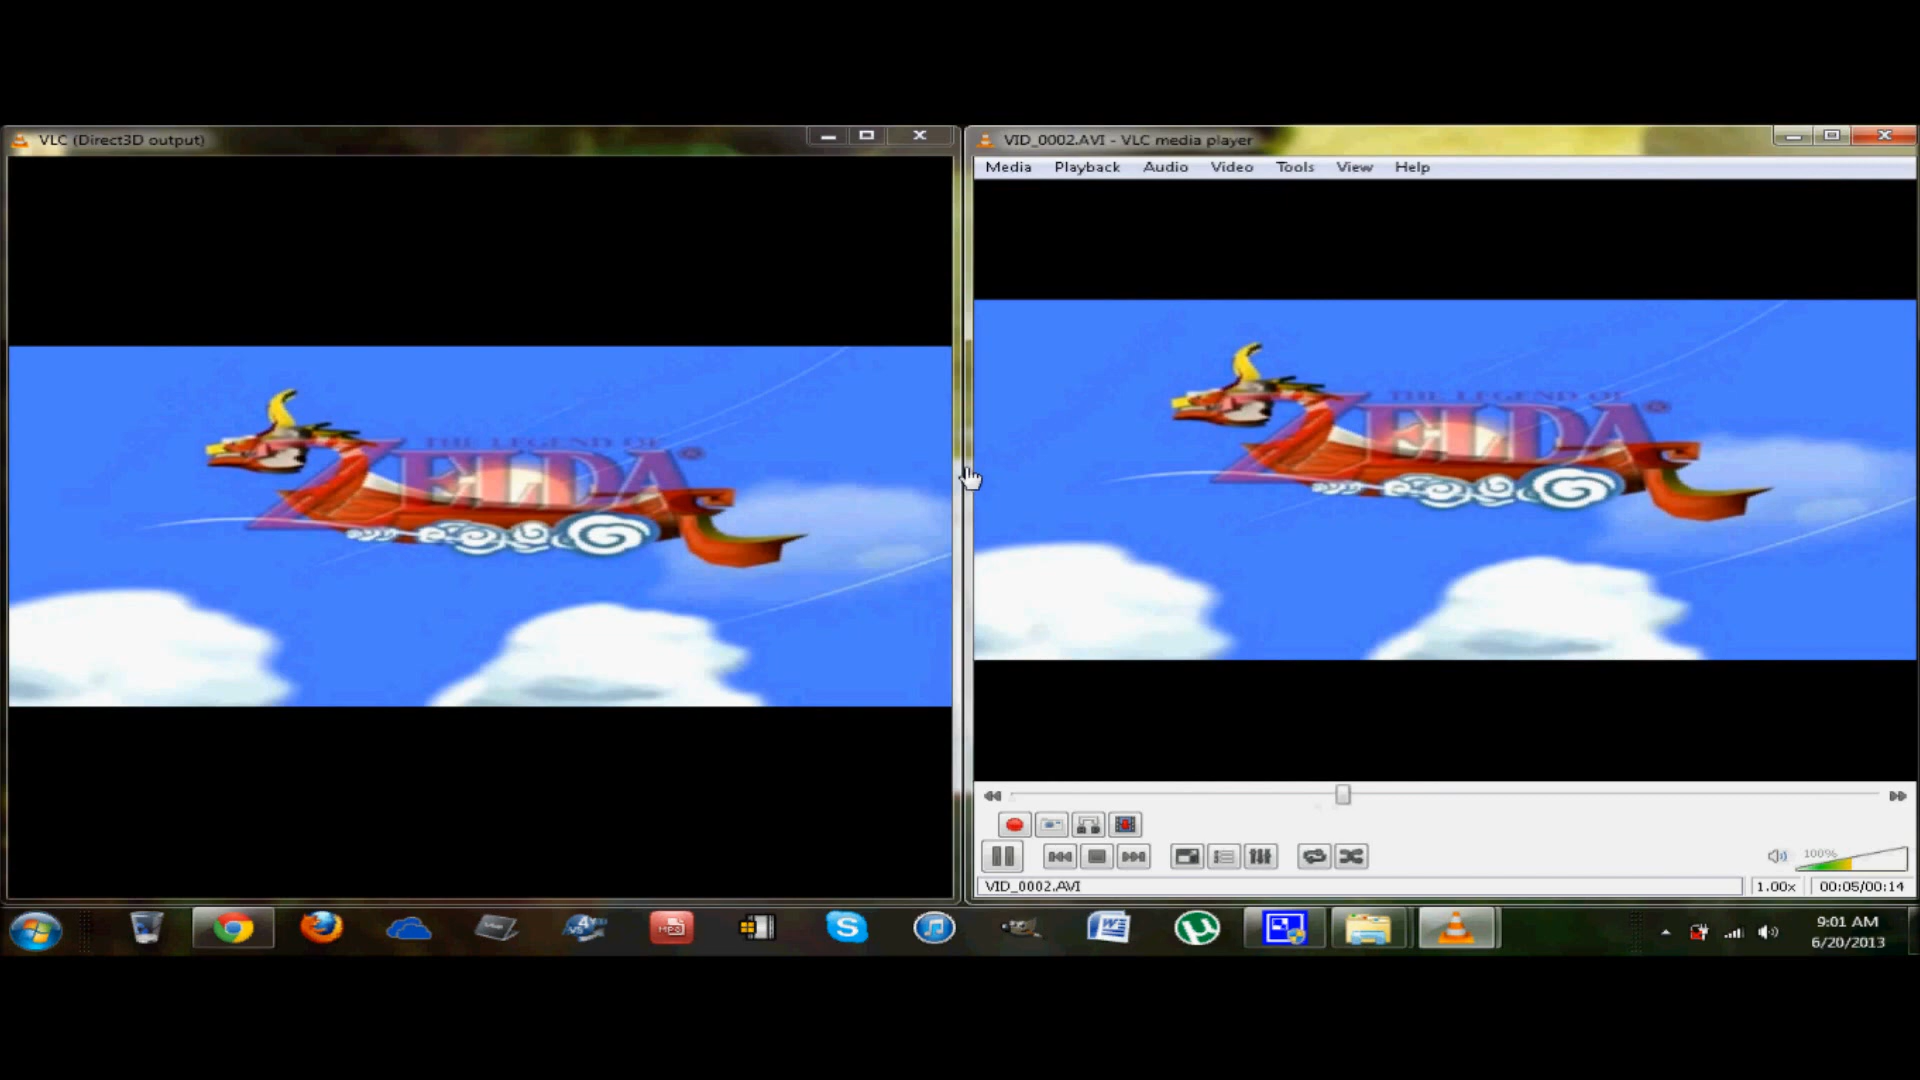 VLC (Direct3D output)
VID_0002.AVI - VLC media player
Media Playback Audio Video Tools View Help
THE LEGEND OF
ZELDA®
THE LEGEND OF
ZELDA®
100%
VID_0002.AVI
1.00x
00:05/00:14
9:01 AM
6/20/2013